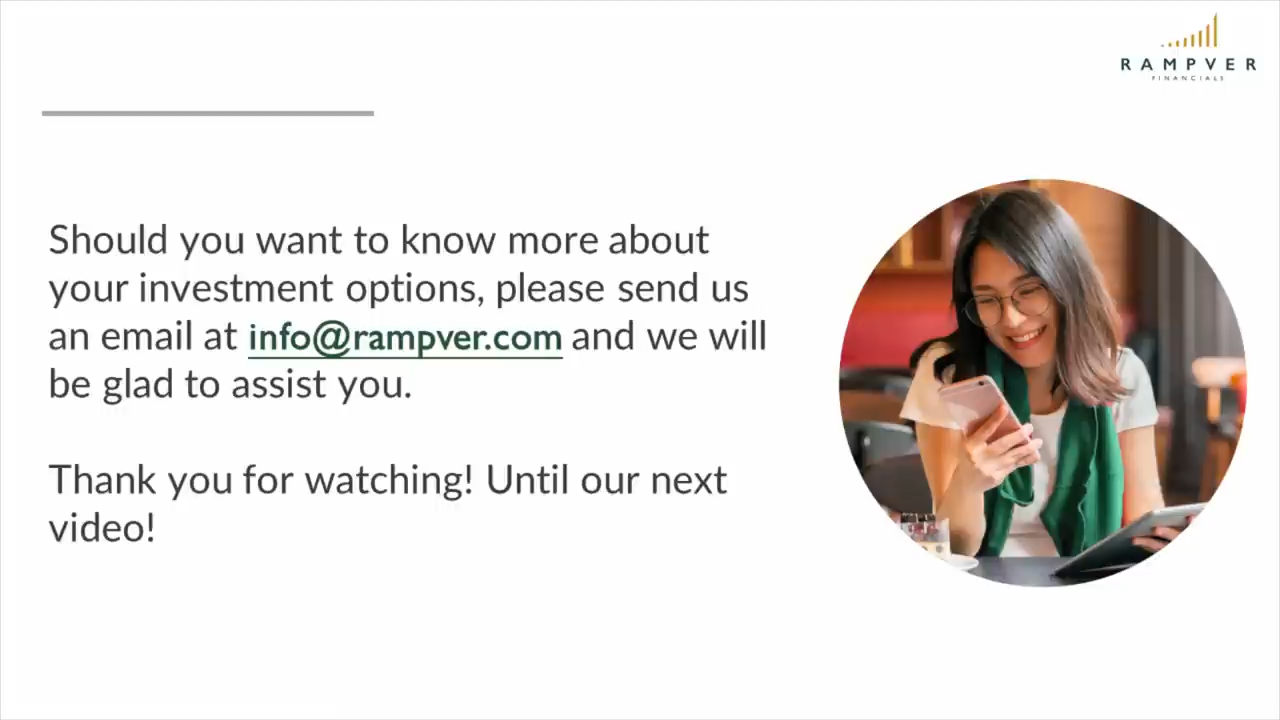 RAMPVER
FINANCIALS
Should you want to know more about
your investment options, please send us
an email at info@rampver.com and we will
be glad to assist you.
Thank you for watching! Until our next
video!